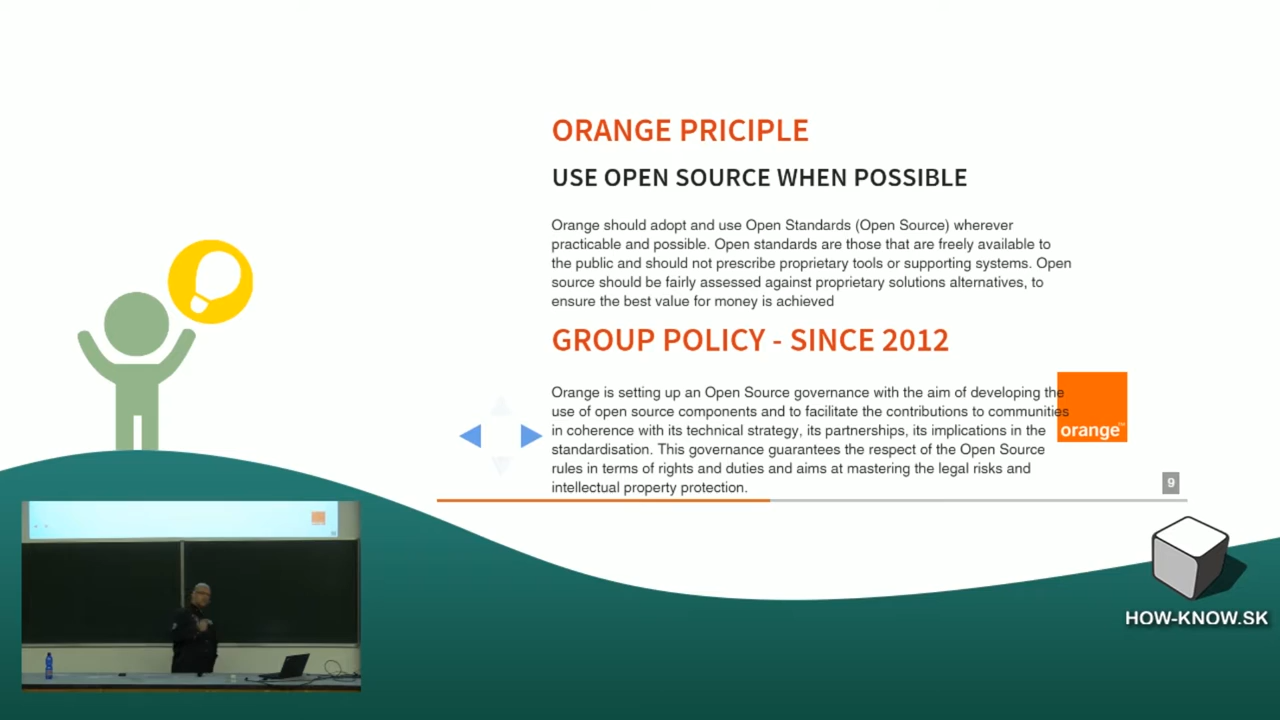 ORANGE PRICIPLE
USE OPEN SOURCE WHEN POSSIBLE
Orange should adopt and use Open Standards (Open Source) wherever
practicable and possible. Open standards are those that are freely available to
the public and should not prescribe proprietary tools or supporting systems. Open
source should be fairly assessed against proprietary solutions alternatives, to
ensure the best value for money is achieved
GROUP POLICY - SINCE 2012
Orange is setting up an Open Source governance with the aim of developing the
use of open source components and to facilitate the contributions to communities
in coherence with its technical strategy, its partnerships, its implications in the
standardisation. This governance guarantees the respect of the Open Source
rules in terms of rights and duties and aims at mastering the legal risks and
intellectual property protection.
orange™
9
HOW-KNOW.SK